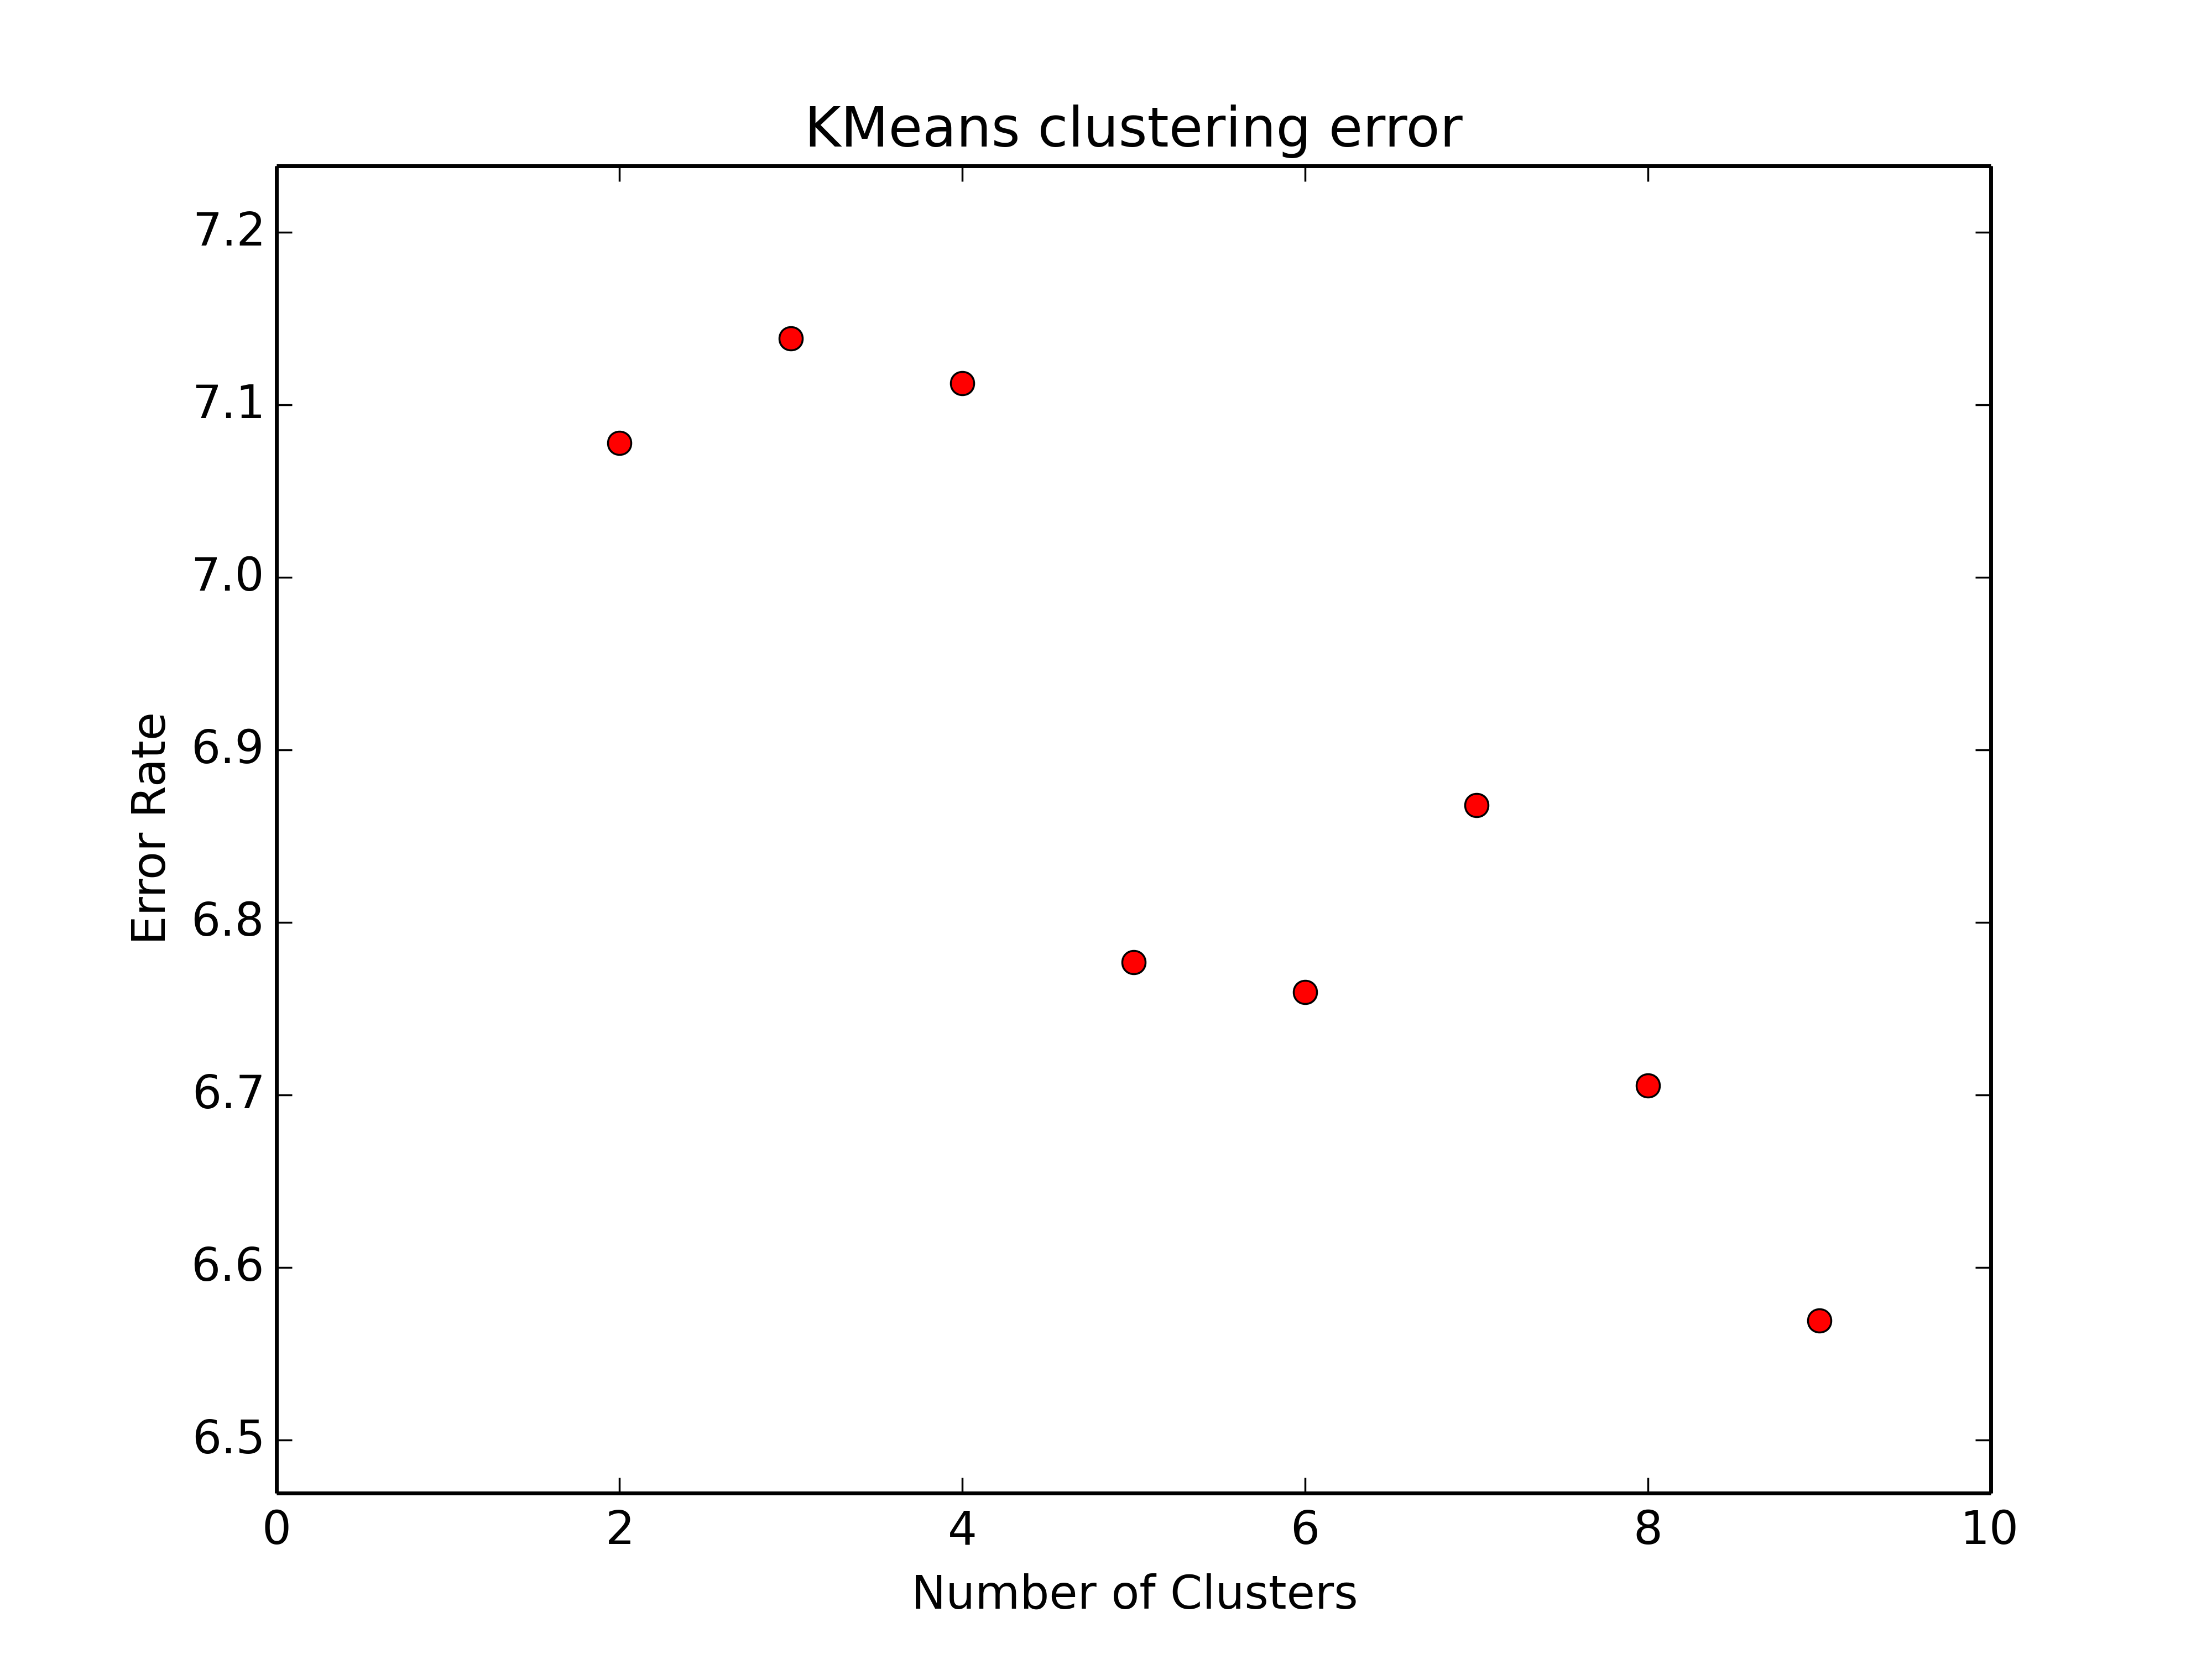 KMeans clustering error
7.2
7.1
7.0
6.9
6.8
6.7
6.6
6.5
Error Rate
0 2 4 6 8 10
Number of Clusters